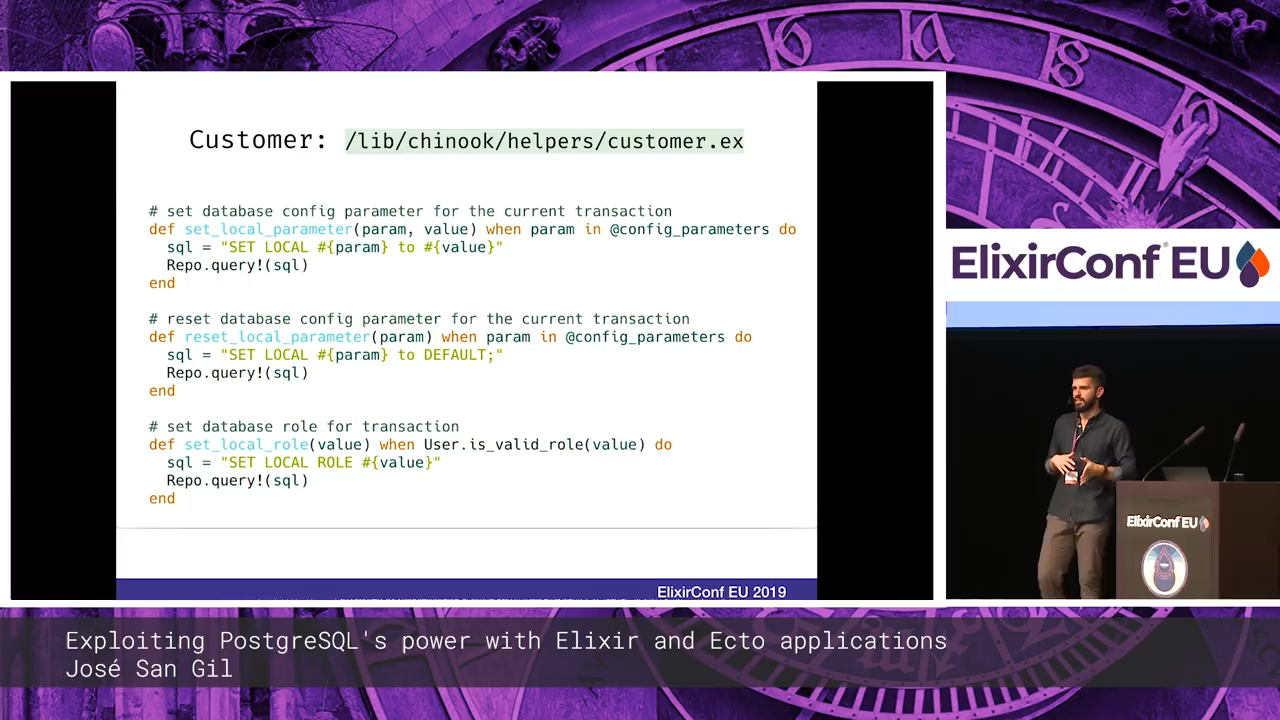 Customer: /lib/chinook/helpers/customer.ex
# set database config parameter for the current transaction
def set_local_parameter(param, value) when param in @config_parameters do
sql = "SET LOCAL #{param} to #{value}"
Repo.query!(sql)
end
# reset database config parameter for the current transaction
def reset_local_parameter(param) when param in @config_parameters do
sql = "SET LOCAL #{param} to DEFAULT;"
Repo.query!(sql)
end
# set database role for transaction
def set_local_role(value) when User.is_valid_role(value) do
sql = "SET LOCAL ROLE #{value}"
Repo.query!(sql)
end
ElixirConf EU 2019
ElixirConf® EU
ElixirConf EU
Exploiting PostgreSQL's power with Elixir and Ecto applications
José San Gil